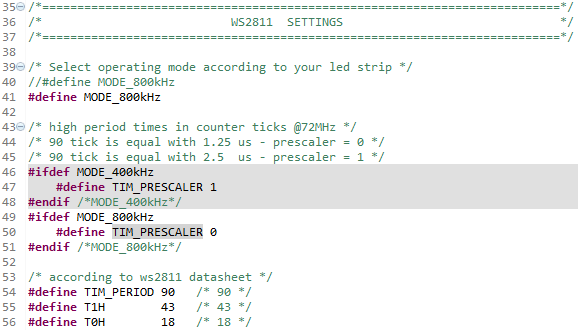 35 /*==========================================================================*/
36 /*                           WS2811  SETTINGS                               */
37 /*==========================================================================*/
38
39 /* Select operating mode according to your led strip */
40 //#define MODE_800kHz
41 #define MODE_800kHz
42
43 /* high period times in counter ticks @72MHz */
44 /* 90 tick is equal with 1.25 us - prescaler = 0 */
45 /* 90 tick is equal with 2.5  us - prescaler = 1 */
46 #ifdef MODE_400kHz
47     #define TIM_PRESCALER 1
48 #endif /*MODE_400kHz*/
49 #ifdef MODE_800kHz
50     #define TIM_PRESCALER 0
51 #endif /*MODE_800kHz*/
52
53 /* according to ws2811 datasheet */
54 #define TIM_PERIOD 90   /* 90 */
55 #define T1H        43   /* 43 */
56 #define T0H        18   /* 18 */